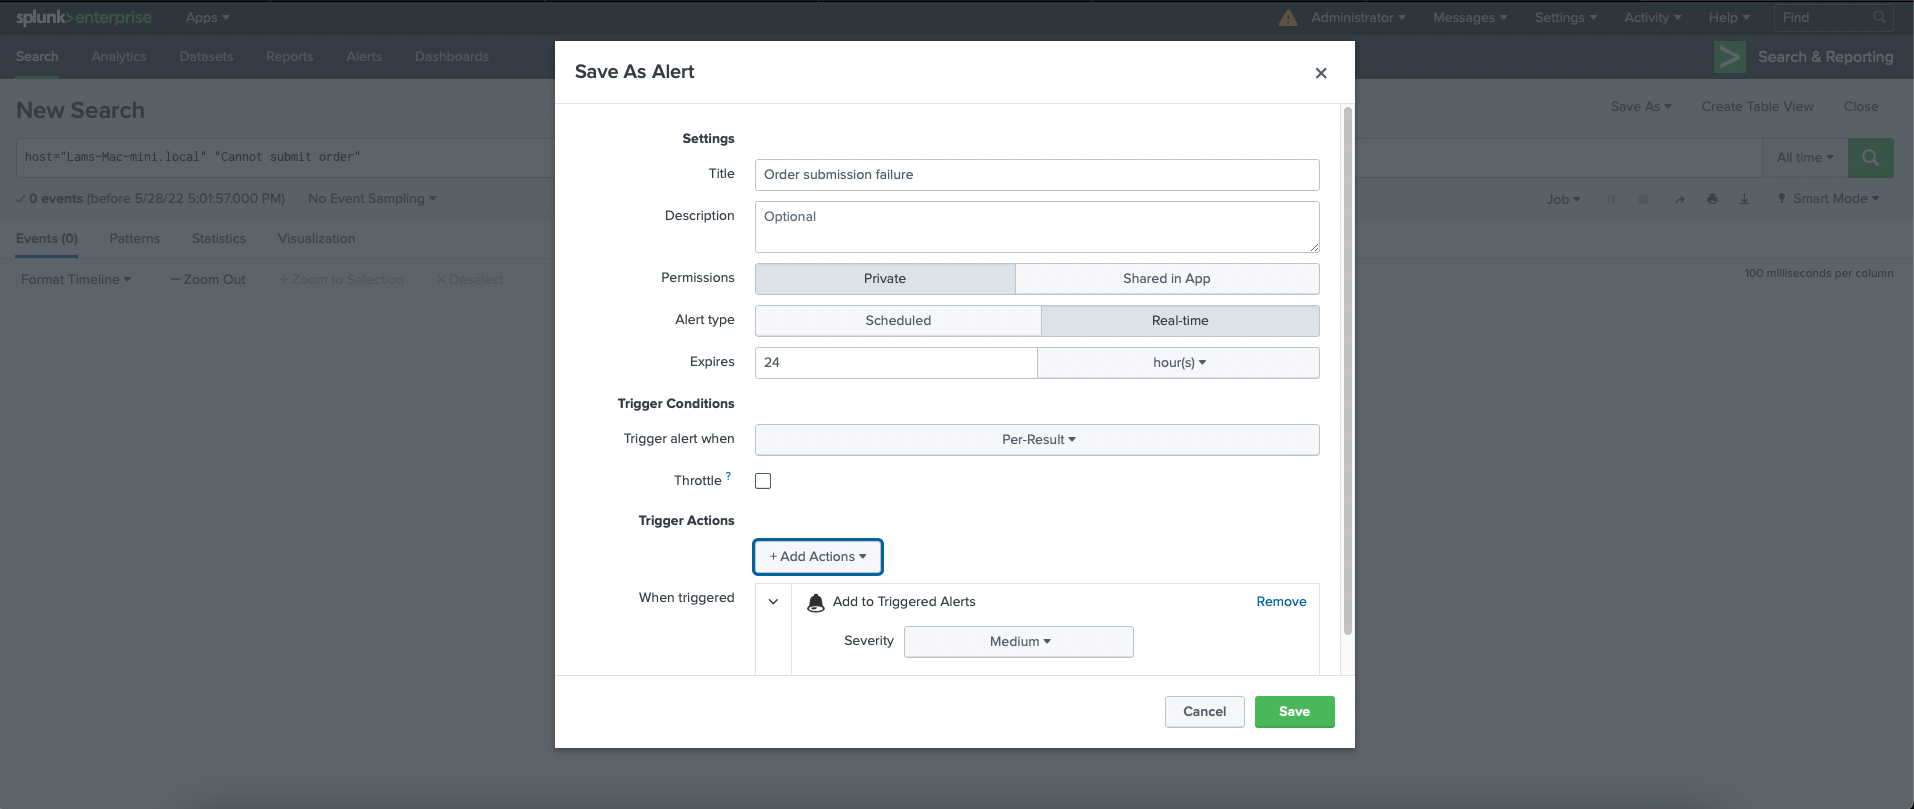 splunk>enterprise Apps Administrator Messages Settings Activity Help Find
Search Analytics Datasets Reports Alerts Dashboards Search & Reporting
New Search Save As Create Table View Close
host="Lams-Mac-mini.local" "Cannot submit order" All time
0 events (before 5/28/22 5:01:57.000 PM) No Event Sampling Job Smart Mode
Events (0) Patterns Statistics Visualization
Format Timeline — Zoom Out + Zoom to Selection × Deselect 100 milliseconds per column
Save As Alert
Settings
Title Order submission failure
Description Optional
Permissions Private Shared in App
Alert type Scheduled Real-time
Expires 24 hour(s)
Trigger Conditions
Trigger alert when Per-Result
Throttle ?
Trigger Actions
+ Add Actions
When triggered Add to Triggered Alerts Remove
Severity Medium
Cancel Save